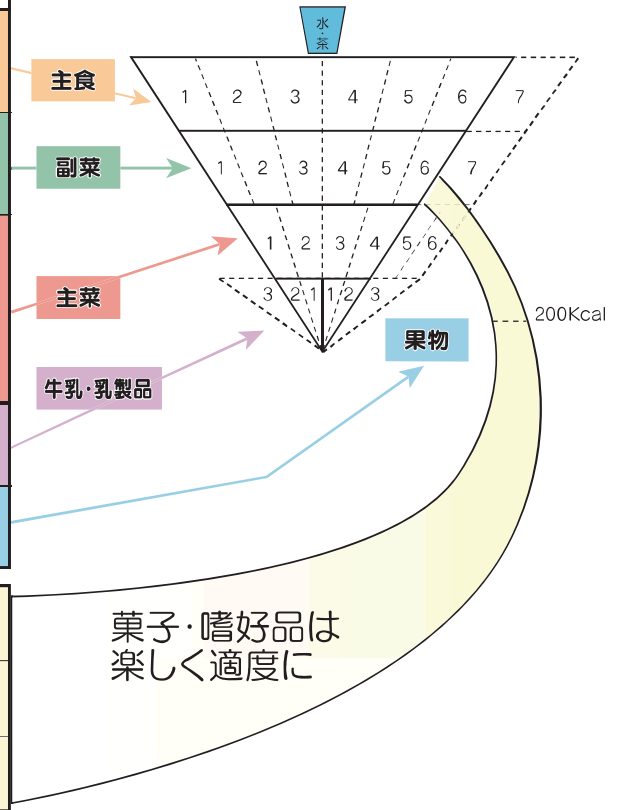 水・茶
主食
1 2 3 4 5 6 7
副菜
1 2 3 4 5 6 7
主菜
1 2 3 4 5 6
3 2 1 1 2 3
牛乳・乳製品
果物
200Kcal
菓子・嗜好品は
楽しく適度に